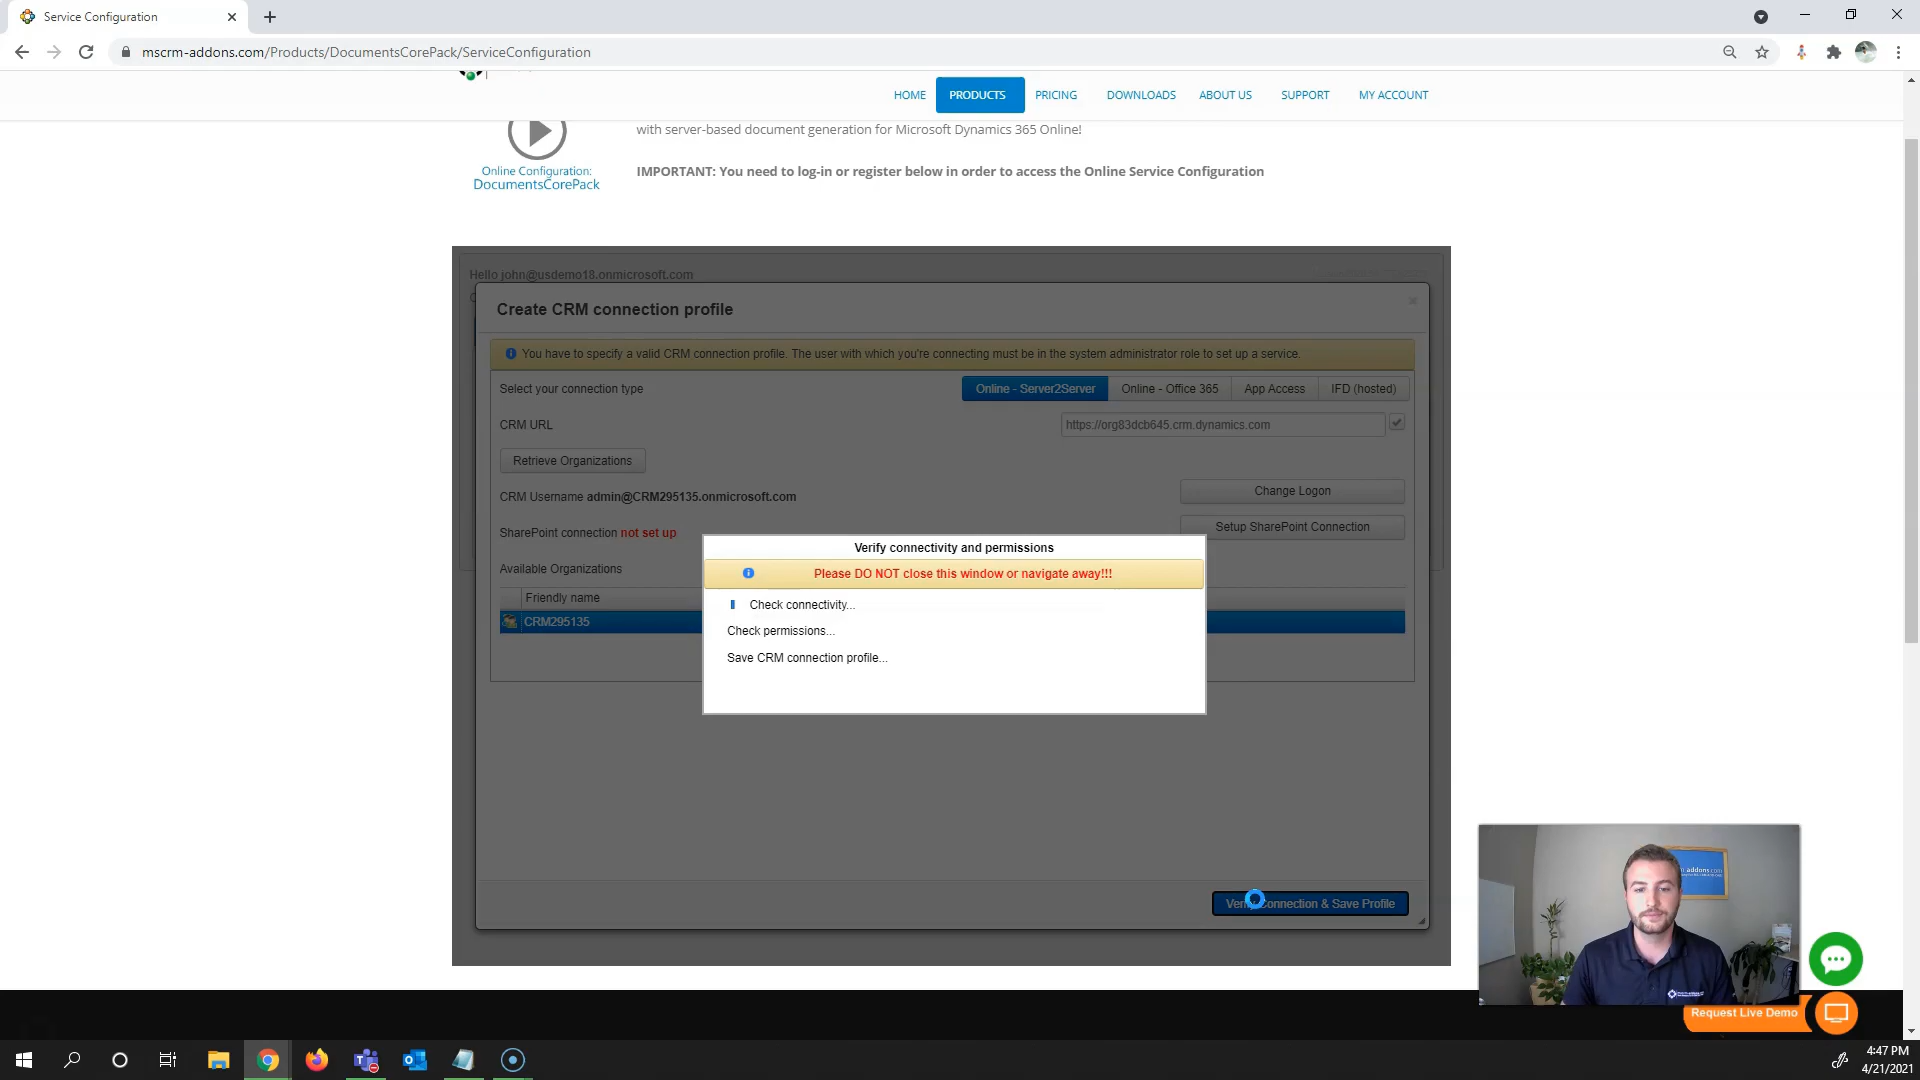 Service Configuration
mscrm-addons.com/Products/DocumentsCorePack/ServiceConfiguration
HOME
PRODUCTS
PRICING
DOWNLOADS
ABOUT US
SUPPORT
MY ACCOUNT
with server-based document generation for Microsoft Dynamics 365 Online!
Online Configuration:
DocumentsCorePack
IMPORTANT: You need to log-in or register below in order to access the Online Service Configuration
Hello john@usdemo18.onmicrosoft.com
Create CRM connection profile
You have to specify a valid CRM connection profile. The user with which you're connecting must be in the system administrator role to set up a service.
Select your connection type
Online - Server2Server
Online - Office 365
App Access
IFD (hosted)
CRM URL
https://org83dcb645.crm.dynamics.com
Retrieve Organizations
CRM Username admin@CRM295135.onmicrosoft.com
Change Logon
SharePoint connection not set up
Setup SharePoint Connection
Available Organizations
Friendly name
CRM295135
Verify connectivity and permissions
Please DO NOT close this window or navigate away!!!
Check connectivity...
Check permissions...
Save CRM connection profile...
Connection & Save Profile
addons.com
Request Live Demo
4:47 PM
4/21/2021